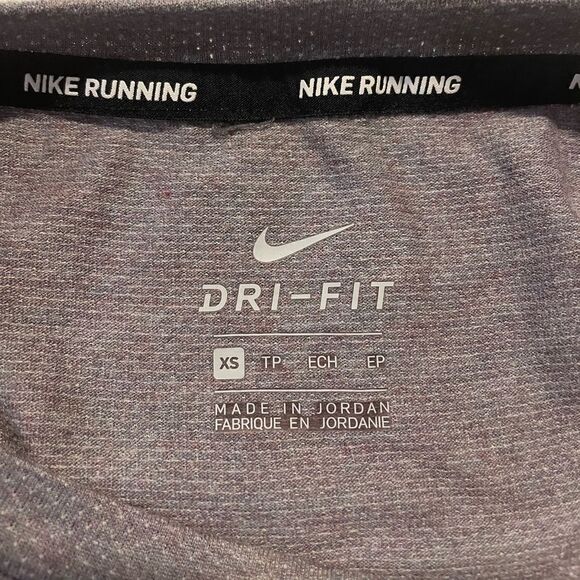 NIKE RUNNING NIKE RUNNING
DRI-FIT
XS TP ECH EP
MADE IN JORDAN
FABRIQUE EN JORDANIE